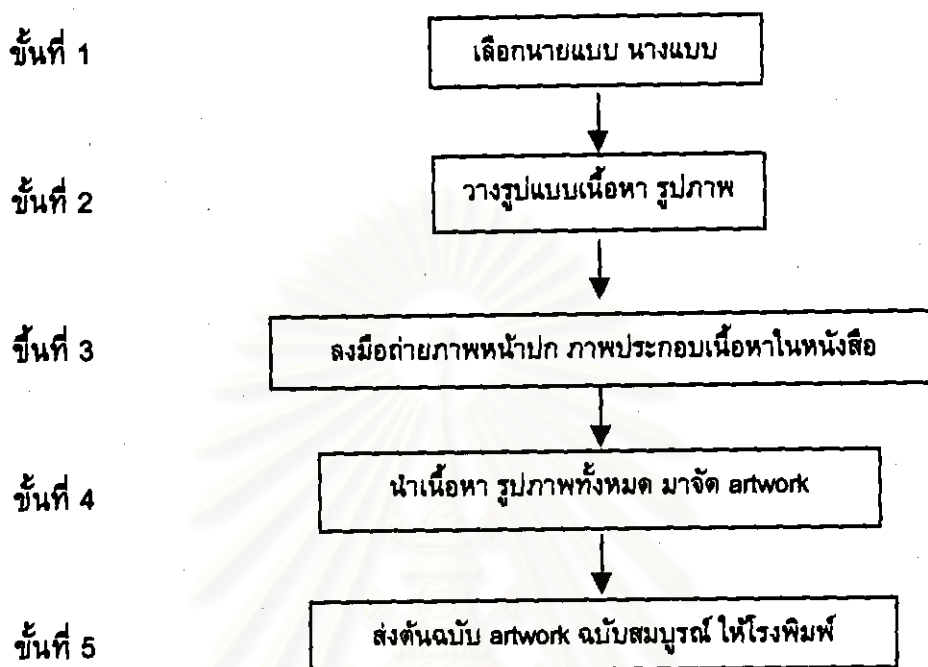 ขั้นที่ 1 เลือกนายแบบ นางแบบ
ขั้นที่ 2 วางรูปแบบเนื้อหา รูปภาพ
ขั้นที่ 3 ลงมือถ่ายภาพหน้าปก ภาพประกอบเนื้อหาในหนังสือ
ขั้นที่ 4 นำเนื้อหา รูปภาพทั้งหมด มาจัด artwork
ขั้นที่ 5 ส่งต้นฉบับ artwork ฉบับสมบูรณ์ ให้โรงพิมพ์